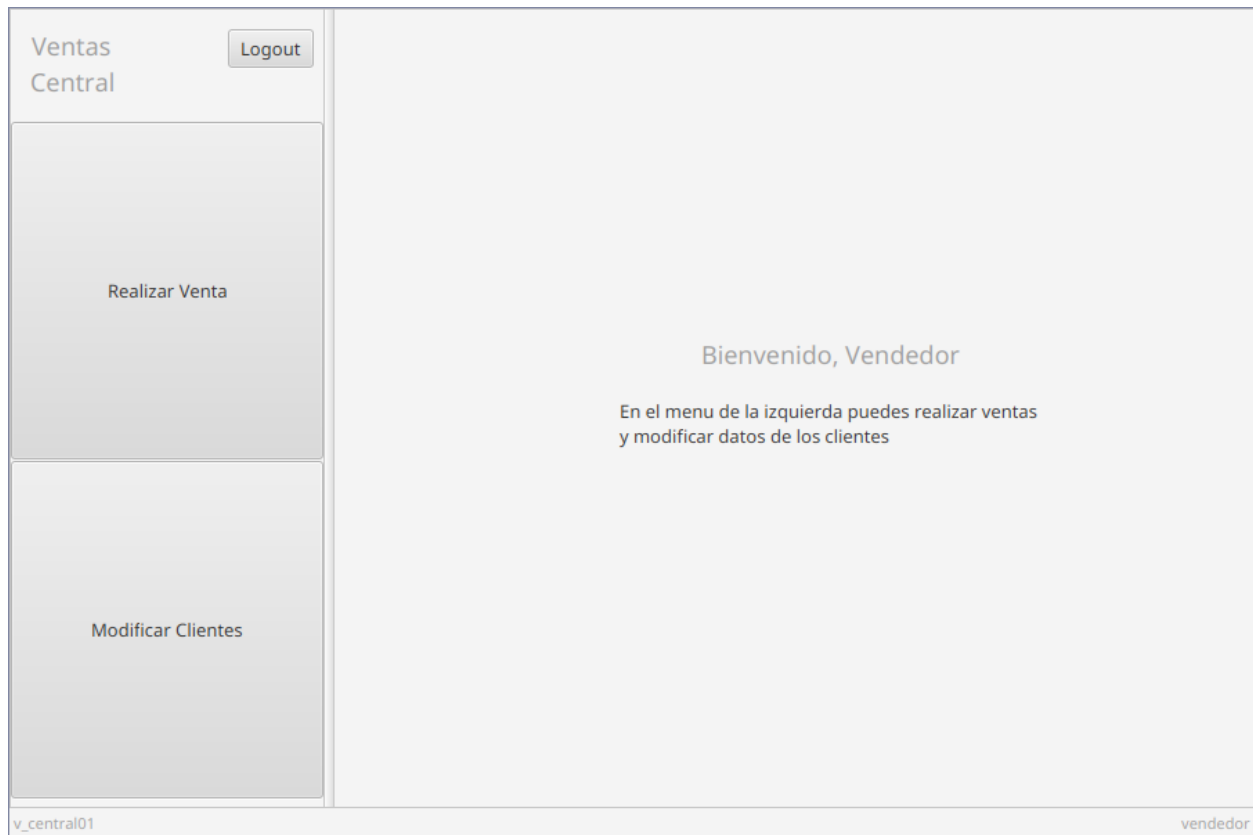 Ventas
Central
Logout
Realizar Venta
Modificar Clientes
Bienvenido, Vendedor
En el menu de la izquierda puedes realizar ventas
y modificar datos de los clientes
v_central01
vendedor